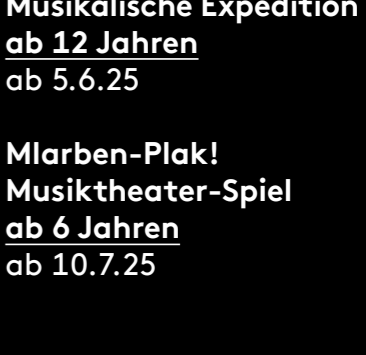 Musikalische Expedition
ab 12 Jahren
ab 5.6.25
Mlarben-Plak!
Musiktheater-Spiel
ab 6 Jahren
ab 10.7.25